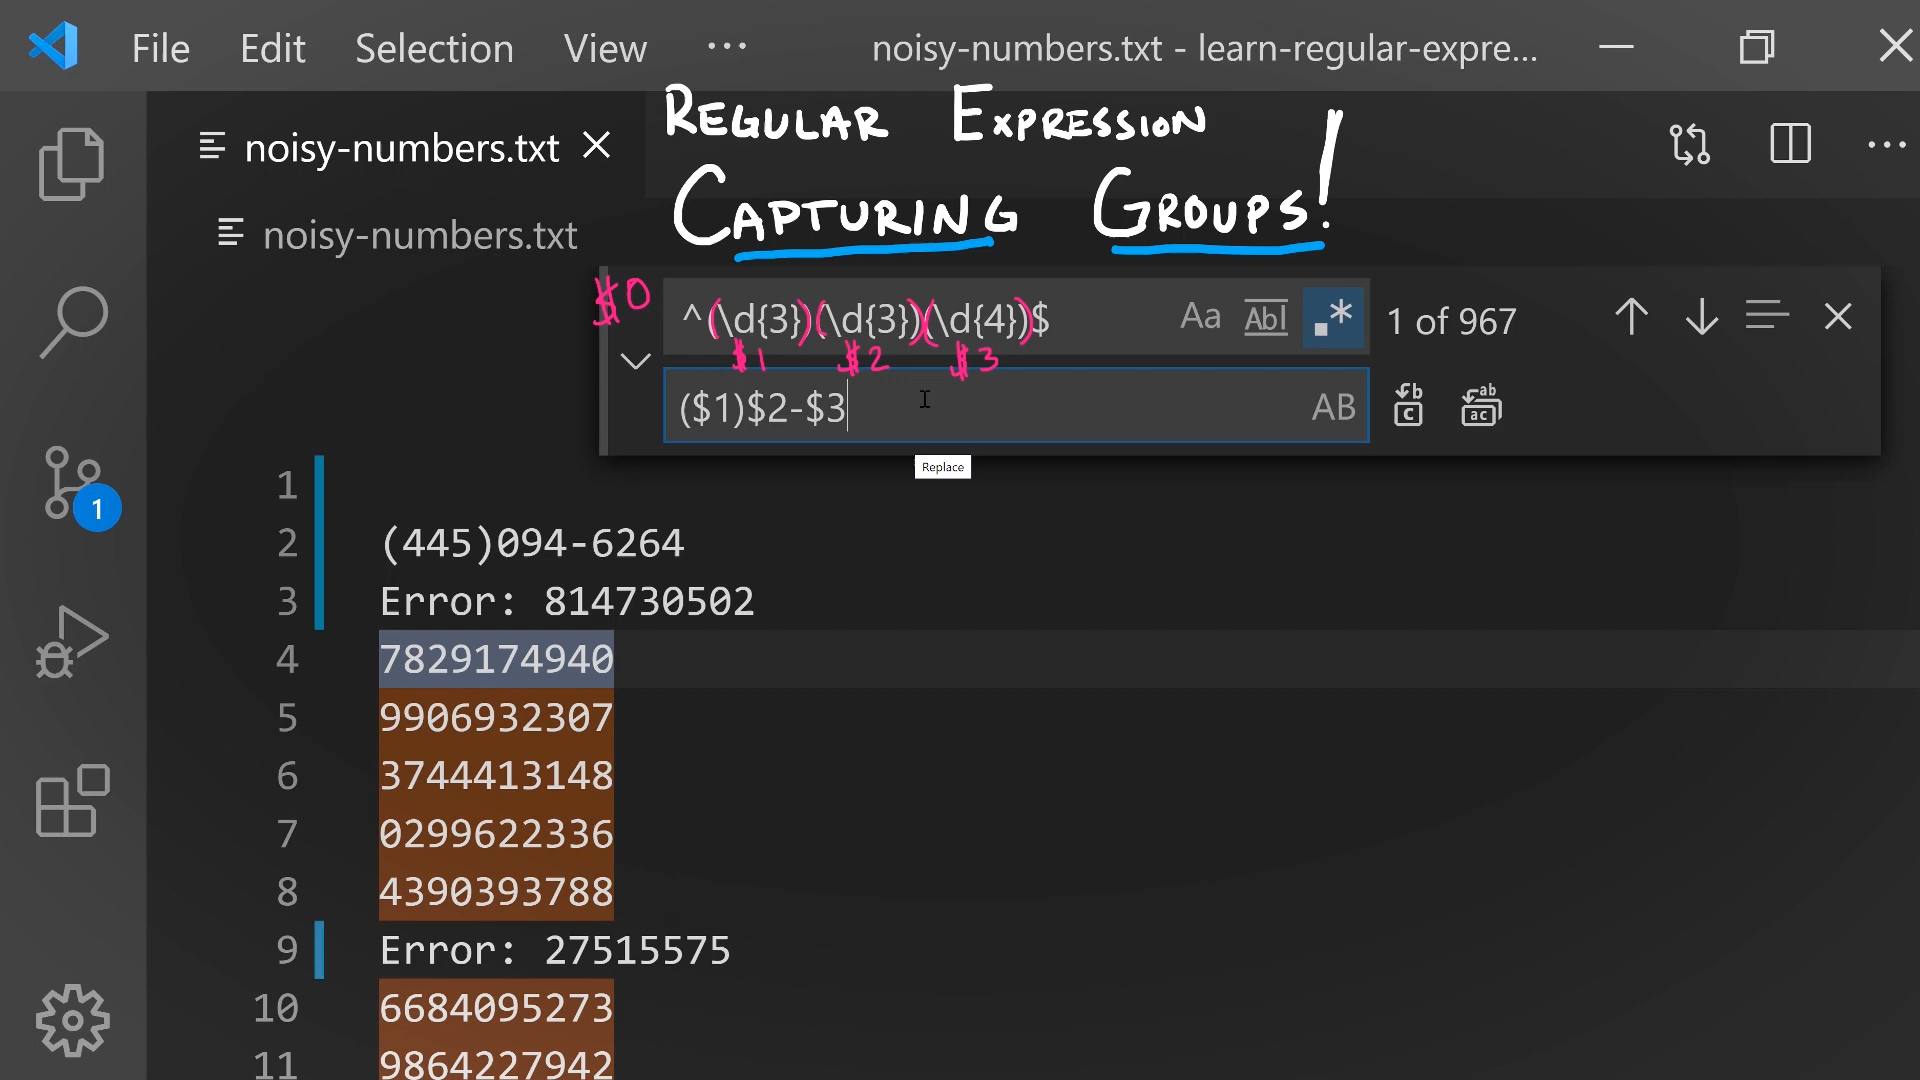 File Edit Selection View ... noisy-numbers.txt - learn-regular-expre...
REGULAR EXPRESSION
noisy-numbers.txt
CAPTURING GROUPS!
noisy-numbers.txt
$0
^(\d{3})(\d{3})(\d{4})$ Aa Abl .* 1 of 967
$1 $2 $3
($1)$2-$3 AB
Replace
1
2 (445)094-6264
1
3 Error: 814730502
4 7829174940
5 9906932307
6 3744413148
7 0299622336
8 4390393788
9 Error: 27515575
10 6684095273
11 9864227942